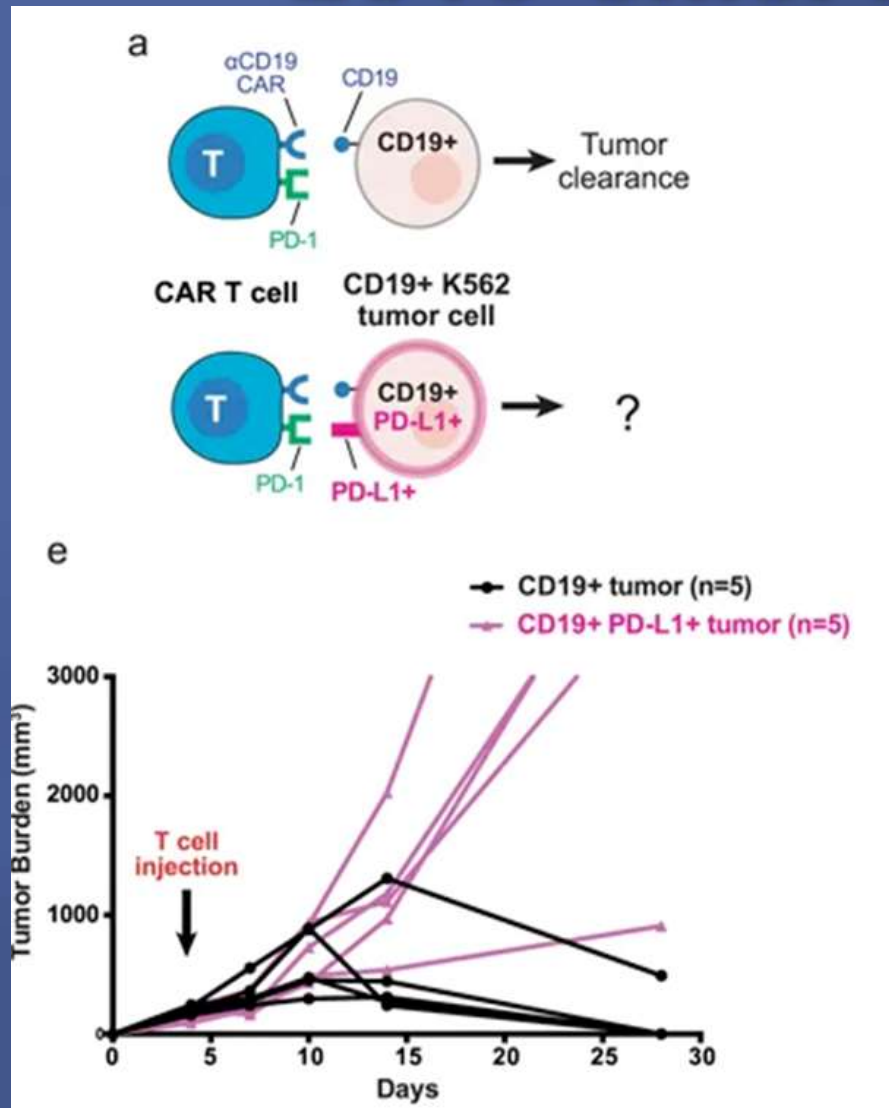 a
αCD19
CAR
CD19
T
CD19+
Tumor
clearance
PD-1
CAR T cell
CD19+ K562
tumor cell
T
CD19+
PD-L1+
?
PD-1
PD-L1+
e
CD19+ tumor (n=5)
CD19+ PD-L1+ tumor (n=5)
Tumor Burden (mm³)
3000
2000
1000
0
T cell
injection
0 5 10 15 20 25 30
Days